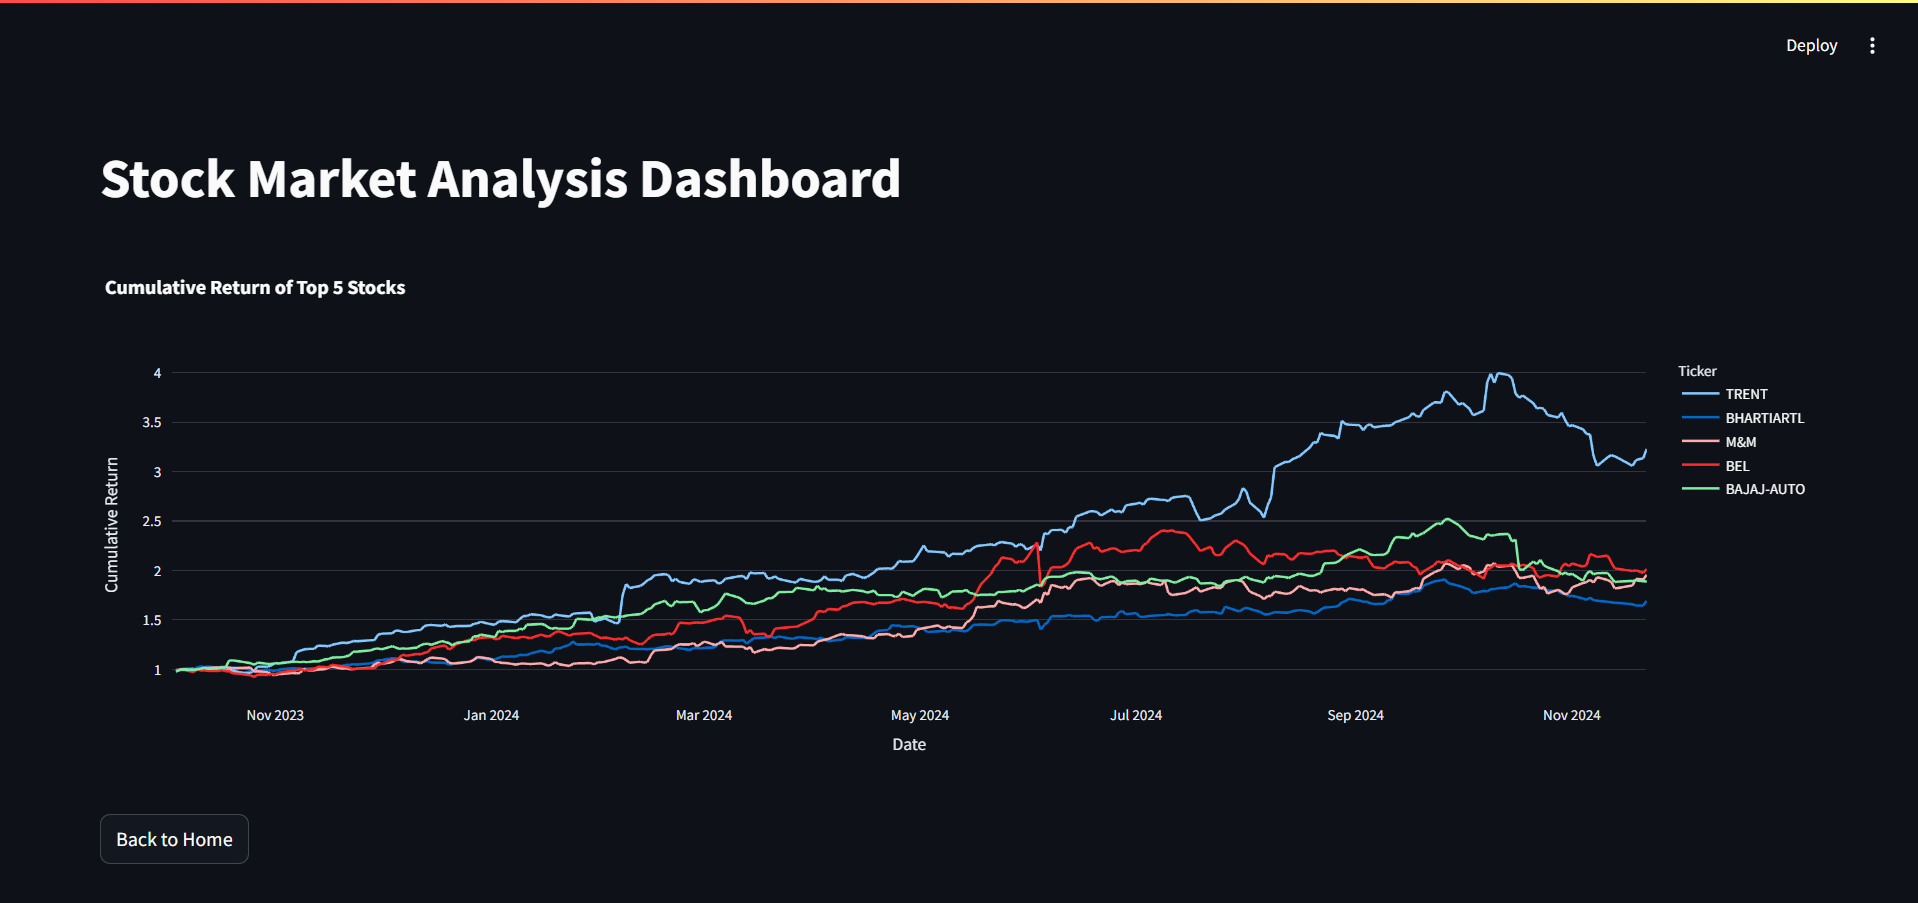 Deploy
Stock Market Analysis Dashboard
Cumulative Return of Top 5 Stocks
Cumulative Return
4
3.5
3
2.5
2
1.5
1
Nov 2023
Jan 2024
Mar 2024
May 2024
Jul 2024
Sep 2024
Nov 2024
Date
Ticker
TRENT
BHARTIARTL
M&M
BEL
BAJAJ-AUTO
Back to Home